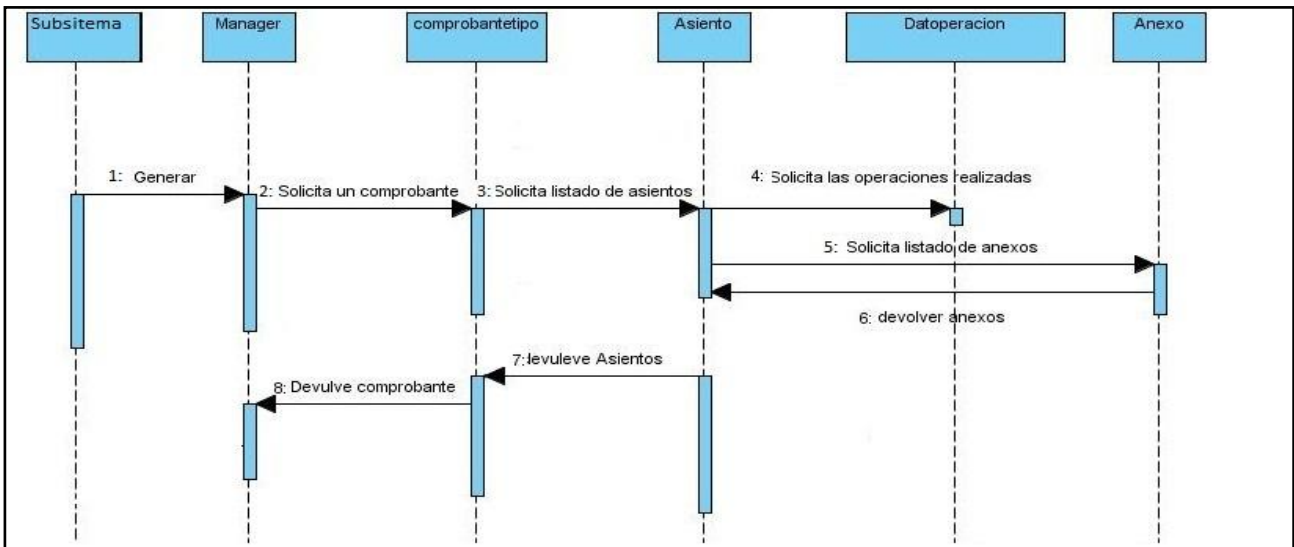 Subsitema
Manager
comprobantetipo
Asiento
Datoperacion
Anexo
1: Generar
2: Solicita un comprobante
3: Solicita listado de asientos
4: Solicita las operaciones realizadas
5: Solicita listado de anexos
6: devolver anexos
7: levuleve Asientos
8: Devulve comprobante